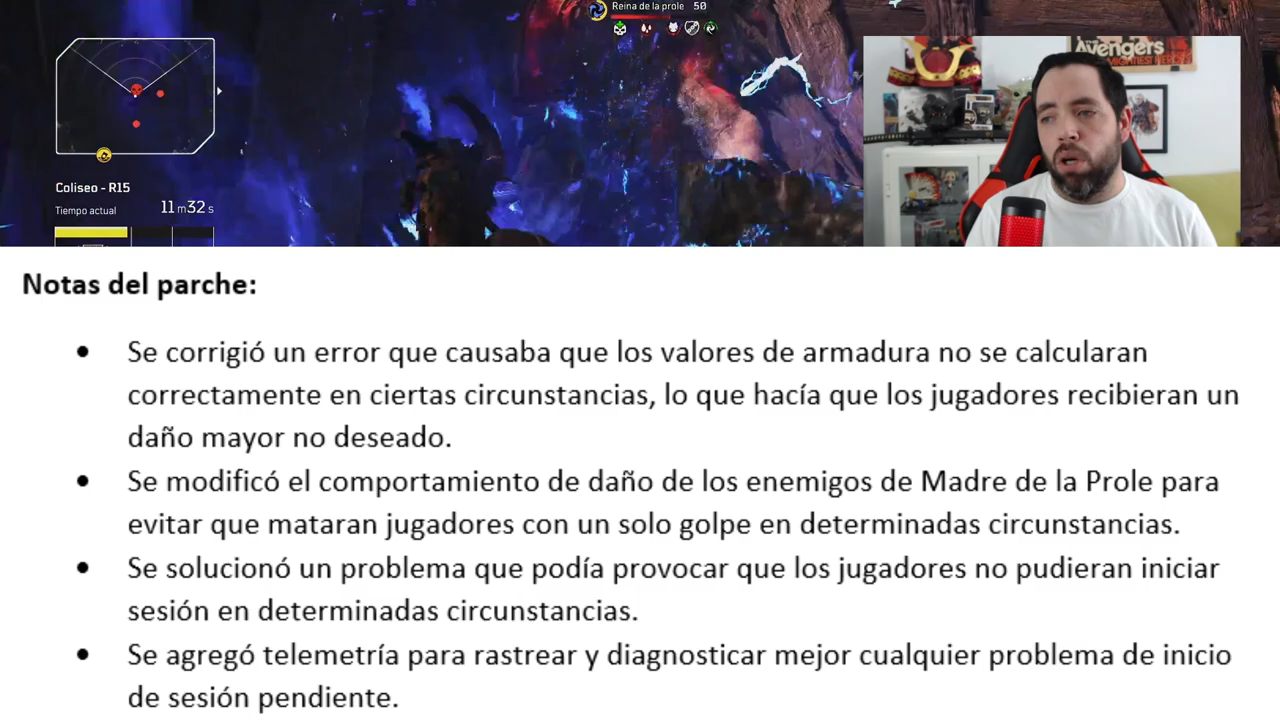 Reina de la prole 50
Avengers
Coliseo - R15
Tiempo actual 11 m 32 s
Notas del parche:
• Se corrigió un error que causaba que los valores de armadura no se calcularan
correctamente en ciertas circunstancias, lo que hacía que los jugadores recibieran un
daño mayor no deseado.
• Se modificó el comportamiento de daño de los enemigos de Madre de la Prole para
evitar que mataran jugadores con un solo golpe en determinadas circunstancias.
• Se solucionó un problema que podía provocar que los jugadores no pudieran iniciar
sesión en determinadas circunstancias.
• Se agregó telemetría para rastrear y diagnosticar mejor cualquier problema de inicio
de sesión pendiente.